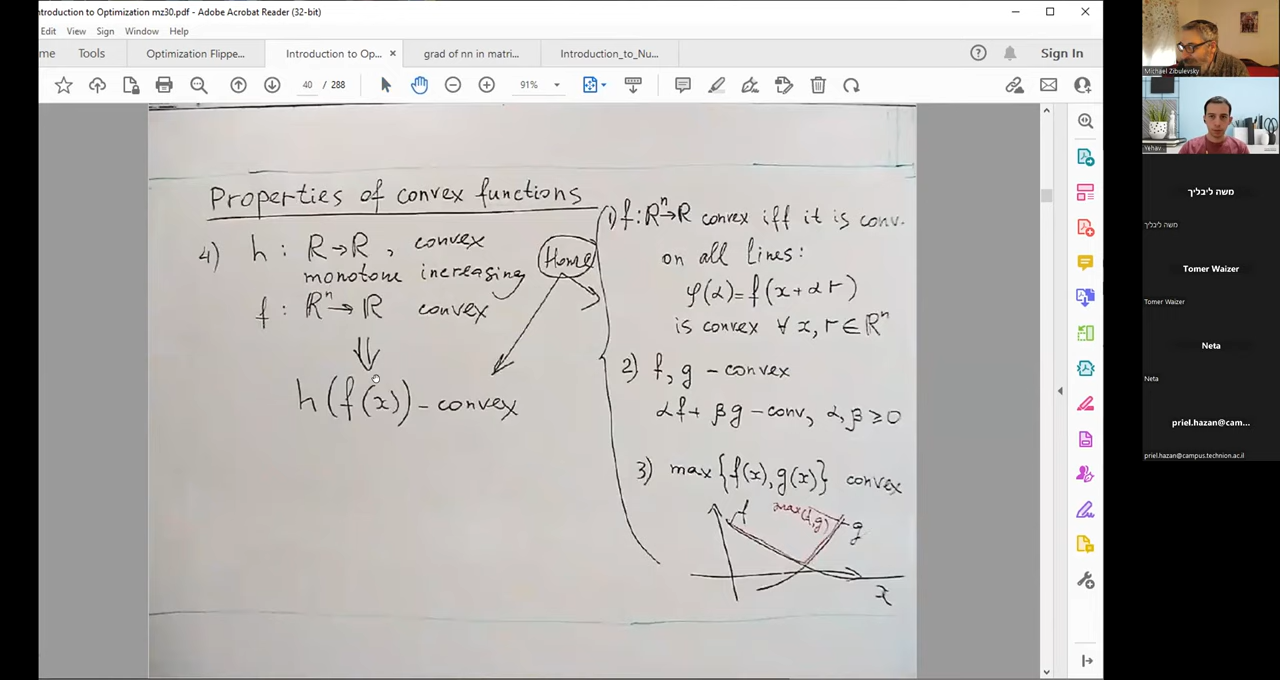 ntroduction to Optimization mz30.pdf - Adobe Acrobat Reader (32-bit)
Edit View Sign Window Help
me Tools Optimization Flippe... Introduction to Op... × grad of nn in matri... Introduction_to_Nu... Sign In
40 / 288 91%
Properties of convex functions
4) h : R→R , convex
monotone increasing
f : Rⁿ→R convex
⇓
h(f(x)) - convex
Home
1) f: Rⁿ→R convex iff it is conv.
on all lines:
φ(α)=f(x+αr)
is convex ∀ x, r ∈ Rⁿ
2) f, g - convex
αf + βg - conv, α, β ≥ 0
3) max{f(x), g(x)} convex
f max(f,g) g
x
Michael Zibulevsky
Yehav
משה ליבליך
משה ליבליך
Tomer Waizer
Tomer Waizer
Neta
Neta
priel.hazan@cam...
priel.hazan@campus.technion.ac.il